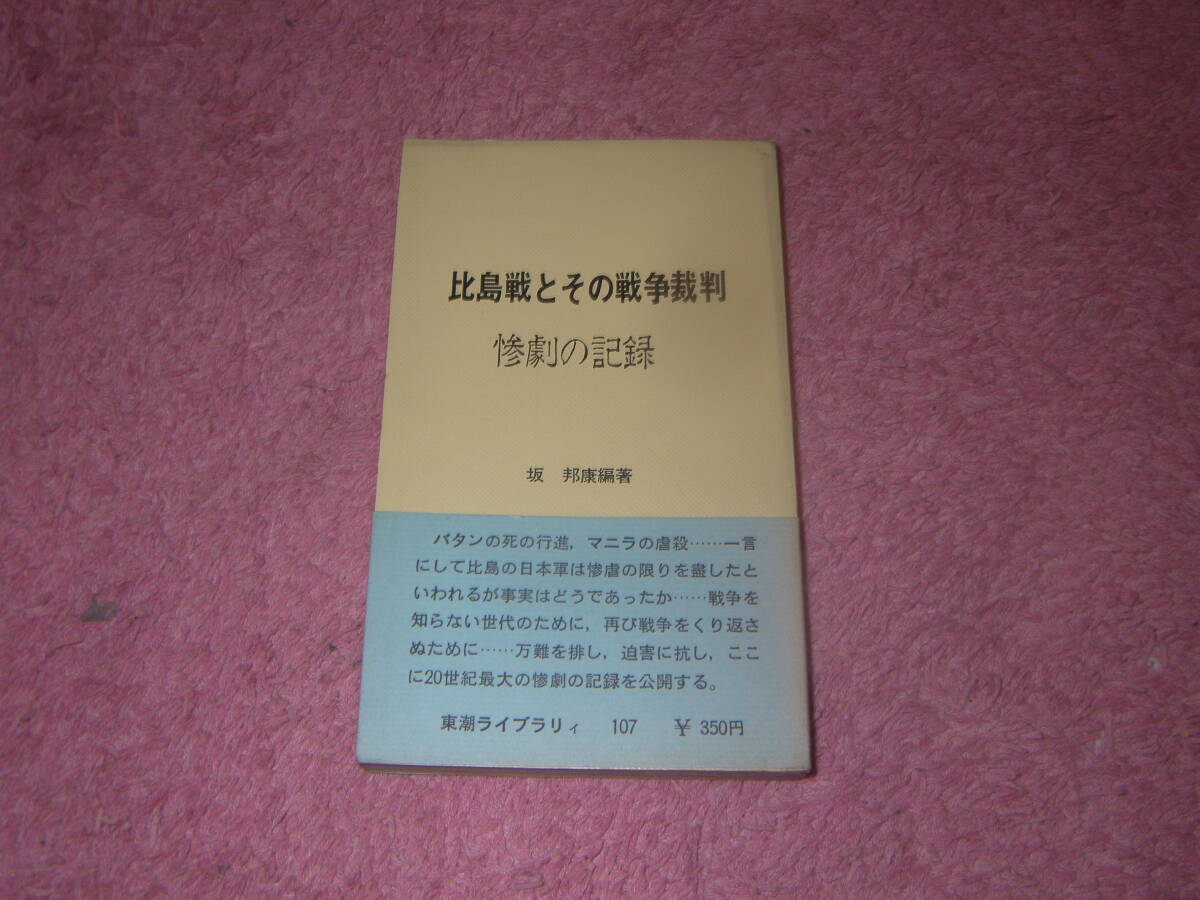 比島戦とその戦争裁判
惨劇の記録
坂 邦康編著
バタンの死の行進，マニラの虐殺……一言
にして比島の日本軍は惨虐の限りを盡したと
いわれるが事実はどうであったか……戦争を
知らない世代のために，再び戦争をくり返さ
ぬために……万難を排し，迫害に抗し，ここ
に20世紀最大の惨劇の記録を公開する。
東潮ライブラリィ 107 ￥ 350円